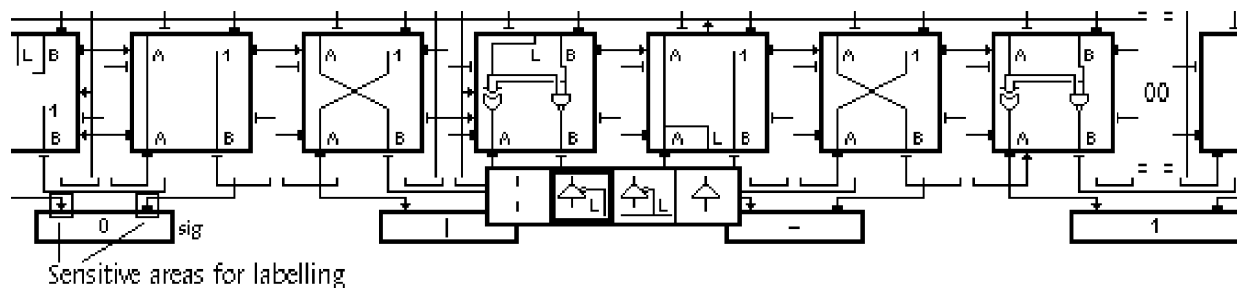 L B A 1 A 1 L B A 1 A 1 A B
00
1
B A B A B A B A L A B A B
L L
0 sig | – 1
Sensitive areas for labelling